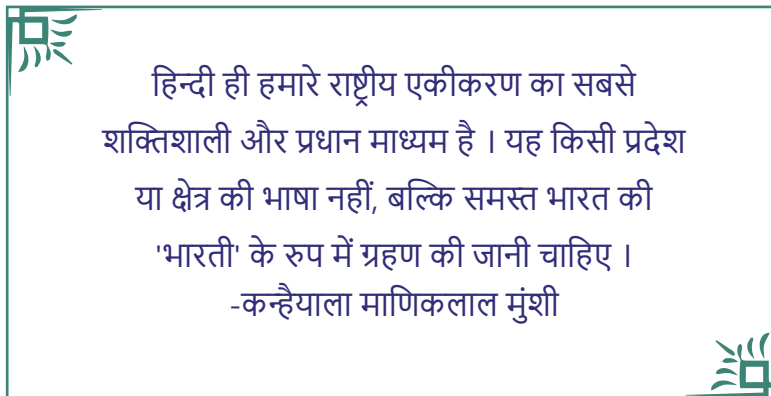 हिन्दी ही हमारे राष्ट्रीय एकीकरण का सबसे
शक्तिशाली और प्रधान माध्यम है । यह किसी प्रदेश
या क्षेत्र की भाषा नहीं, बल्कि समस्त भारत की
'भारती' के रुप में ग्रहण की जानी चाहिए ।
-कन्हैयाला माणिकलाल मुंशी